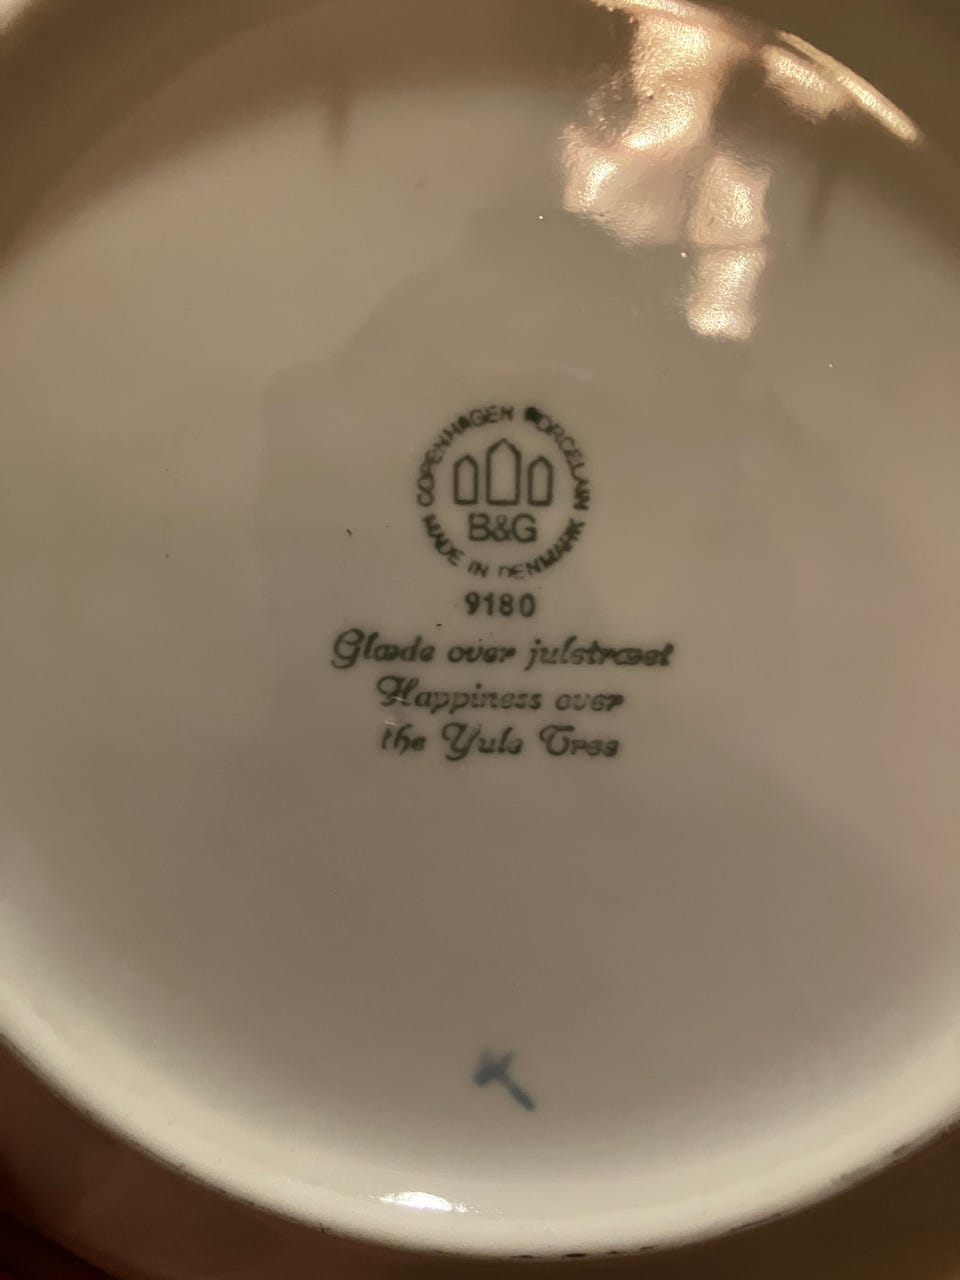 COPENHAGEN PORCELAIN
B&G
MADE IN DENMARK
9180
Glæde over julstræet
Happiness over
the Yule Tree